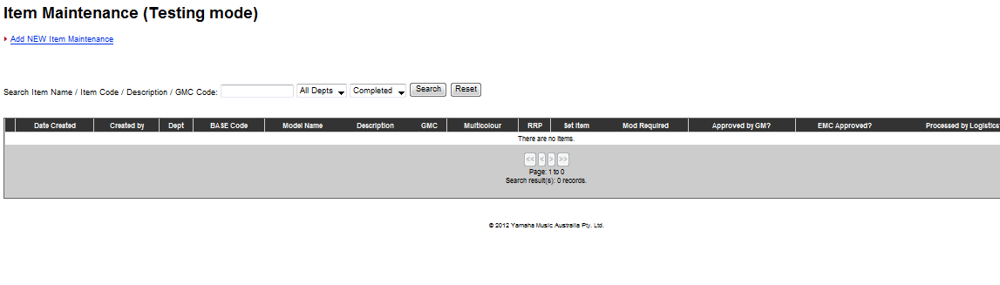 Item Maintenance (Testing mode)
Add NEW Item Maintenance
Search Item Name / Item Code / Description / GMC Code: All Depts Completed Search Reset
Date Created Created by Dept BASE Code Model Name Description GMC Multicolour RRP Set Item Mod Required Approved by GM? EMC Approved? Processed by Logistics
There are no items.
<< < > >>
Page: 1 to 0
Search result(s): 0 records.
© 2012 Yamaha Music Australia Pty. Ltd.